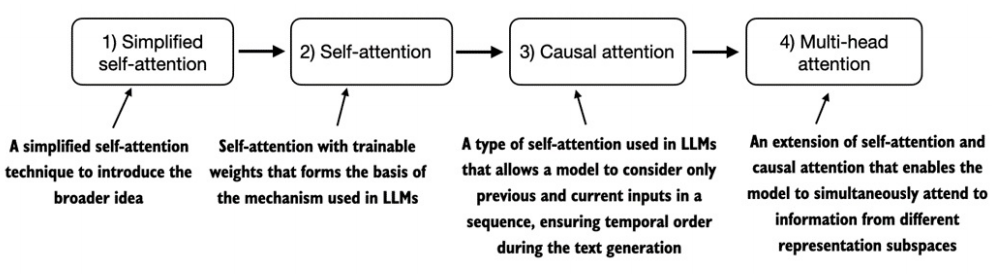 1) Simplified
self-attention
2) Self-attention
3) Causal attention
4) Multi-head
attention
A simplified self-attention
technique to introduce the
broader idea
Self-attention with trainable
weights that forms the basis of
the mechanism used in LLMs
A type of self-attention used in LLMs
that allows a model to consider only
previous and current inputs in a
sequence, ensuring temporal order
during the text generation
An extension of self-attention and
causal attention that enables the
model to simultaneously attend to
information from different
representation subspaces